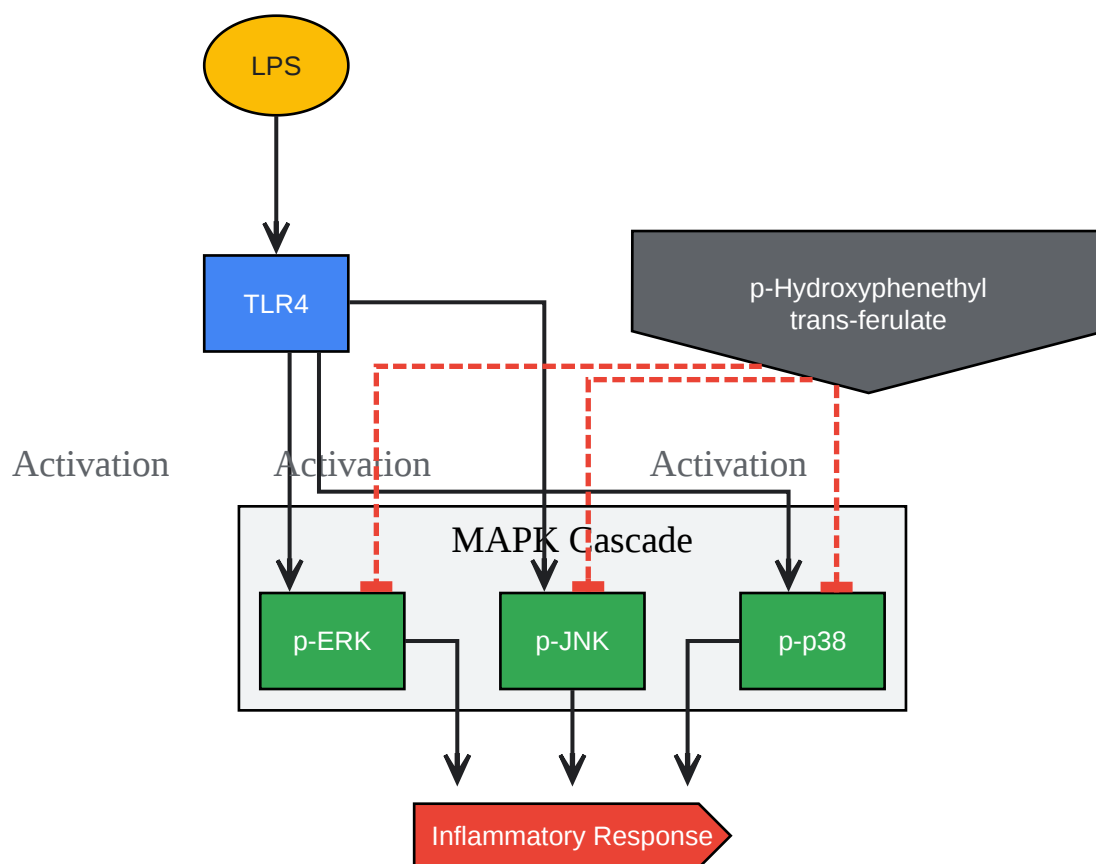 LPS
TLR4
p-Hydroxyphenethyl
trans-ferulate
Activation
Activation
Activation
MAPK Cascade
p-ERK
p-JNK
p-p38
Inflammatory Response